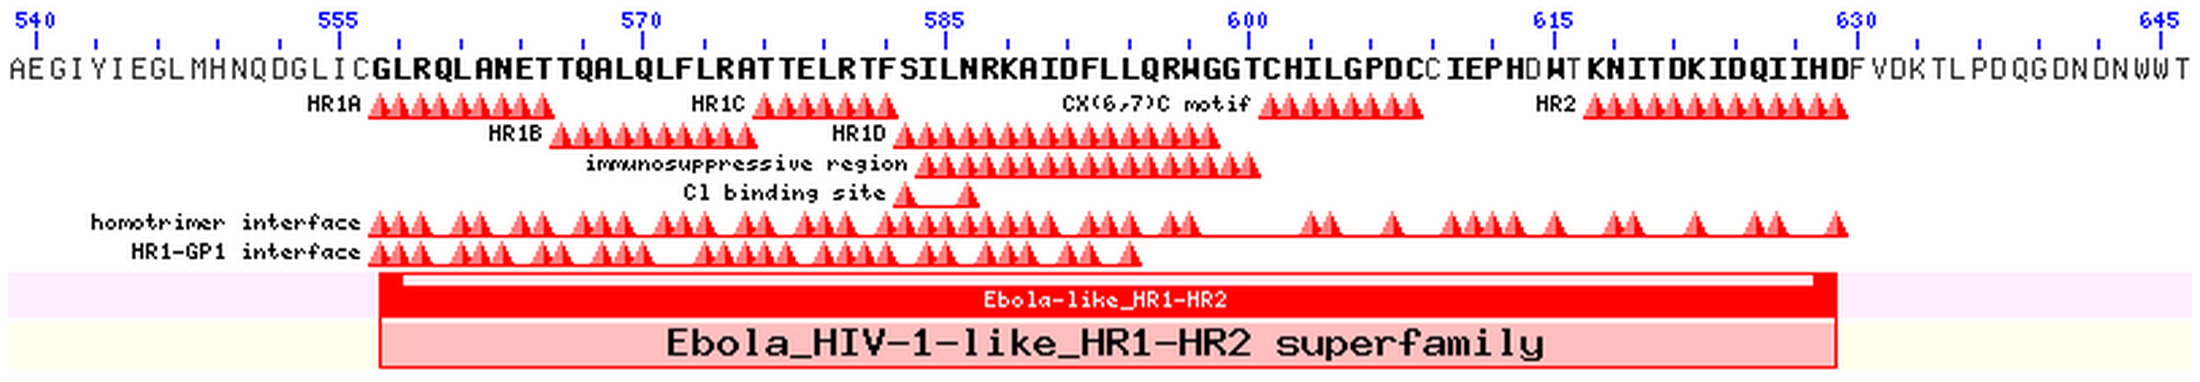 540 555 570 585 600 615 630 645
AEGIYIEGLMHNQDGLICGLRQLANETTQALQLFLRATTELRTFSILNRKAIDFLLQRWGGTCHILGPDCCIEPHDWTKNITDKIDQIIHDFVDKTLPDQGDNDNWWT
HR1A HR1C CX(6,7)C motif HR2
HR1B HR1D
immunosuppressive region
Cl binding site
homotrimer interface
HR1-GP1 interface
Ebola-like_HR1-HR2
Ebola_HIV-1-like_HR1-HR2 superfamily